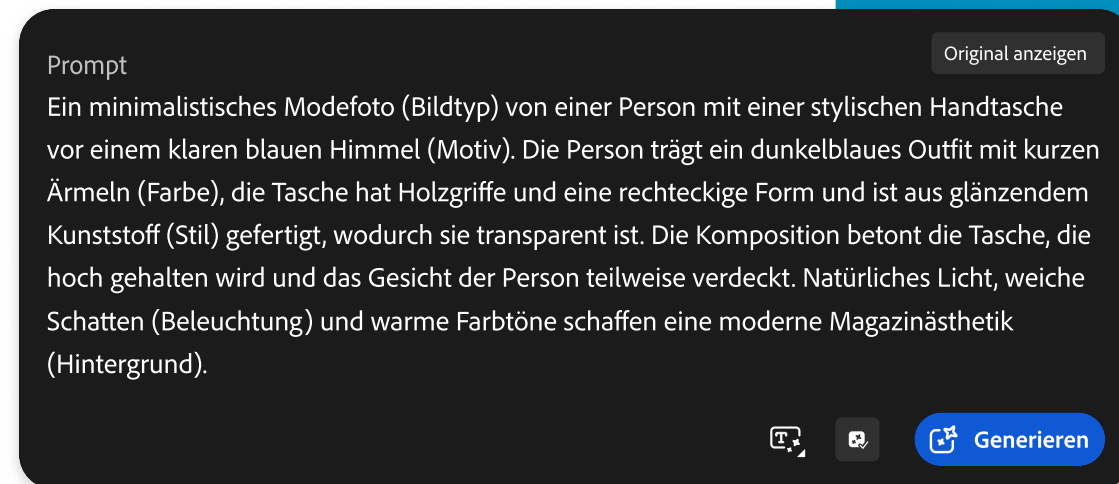 Original anzeigen
Prompt
Ein minimalistisches Modefoto (Bildtyp) von einer Person mit einer stylischen Handtasche
vor einem klaren blauen Himmel (Motiv). Die Person trägt ein dunkelblaues Outfit mit kurzen
Ärmeln (Farbe), die Tasche hat Holzgriffe und eine rechteckige Form und ist aus glänzendem
Kunststoff (Stil) gefertigt, wodurch sie transparent ist. Die Komposition betont die Tasche, die
hoch gehalten wird und das Gesicht der Person teilweise verdeckt. Natürliches Licht, weiche
Schatten (Beleuchtung) und warme Farbtöne schaffen eine moderne Magazinästhetik
(Hintergrund).
Generieren